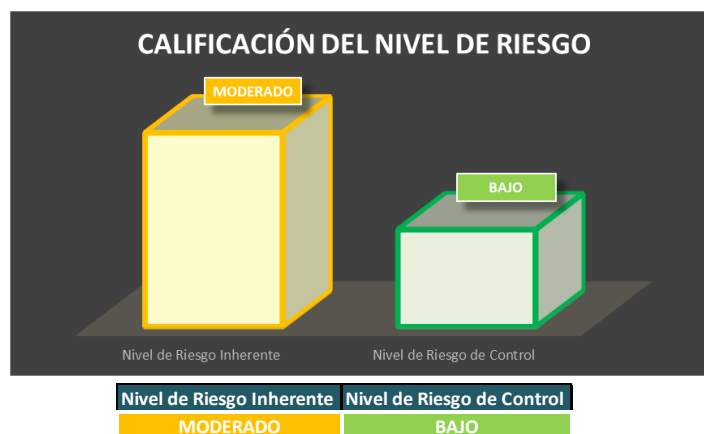 CALIFICACIÓN DEL NIVEL DE RIESGO
MODERADO
BAJO
Nivel de Riesgo Inherente
Nivel de Riesgo de Control
Nivel de Riesgo Inherente Nivel de Riesgo de Control
MODERADO BAJO